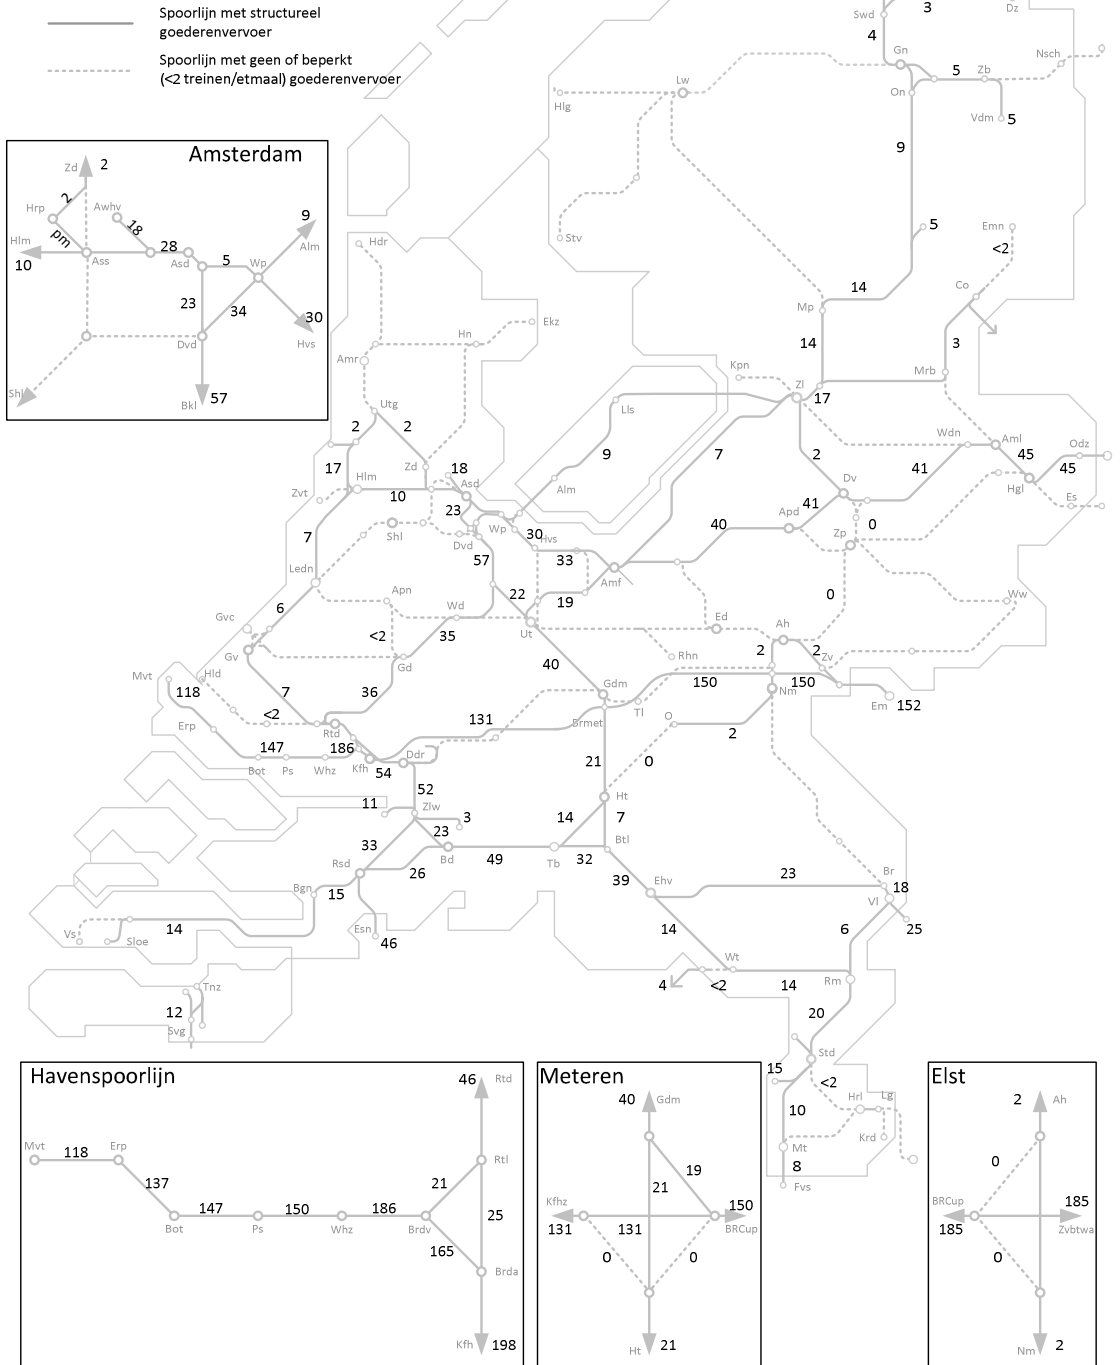 Spoorlijn met structureel
goederenvervoer
Spoorlijn met geen of beperkt
(<2 treinen/etmaal) goederenvervoer
Swd
3
Dz
4
Gn
Nsch
5
Zb
Lw
On
Hlg
Vdm
5
9
Stv
5
Emn
<2
Co
14
Mp
14
3
Mrb
Kpn
Zl
17
Amsterdam
Zd
2
2
Hrp
Awhv
18
pm
Hlm
10
Ass
28
Asd
5
Wp
9
Alm
23
34
30
Hvs
Dvd
Shl
57
Bkl
Hdr
Hn
Ekz
Amr
Utg
2
2
Lls
9
7
2
Wdn
Aml
45
Odz
45
Hgl
Es
41
17
Hlm
Zd
18
10
Asd
Zvt
Alm
Dv
41
Apd
40
0
Zp
23
Shl
Wp
Dvd
30
Hvs
33
57
7
Amf
Ledn
19
0
Ww
6
Apn
22
Wd
Gvc
<2
35
Ut
Ed
Ah
2
2
Gv
Gd
40
Rhn
Zv
Mvt
118
Hld
7
36
150
150
Nm
Em
152
Gdm
Tl
<2
Erp
Rtd
131
Brmet
O
2
147
186
Bot
Ps
Whz
Kfh
54
Ddr
21
0
52
Ht
11
Zlw
3
14
7
23
Btl
33
Bd
49
Tb
32
Rsd
26
39
23
Br
18
Bgn
15
Ehv
Vl
Vs
14
Sloe
Esn
46
14
6
25
Wt
Tnz
4
<2
14
Rm
12
Svg
20
Std
15
<2
10
Hrl
Lg
Krd
Mt
8
Fvs
Havenspoorlijn
46
Rtd
Mvt
118
Erp
Rtl
137
21
147
150
186
25
Bot
Ps
Whz
Brdv
165
Brda
Kfh
198
Meteren
40
Gdm
19
21
Kfhz
150
131
131
BRCup
0
0
Ht
21
Elst
2
Ah
0
BRCup
185
185
Zvbtwa
0
Nm
2